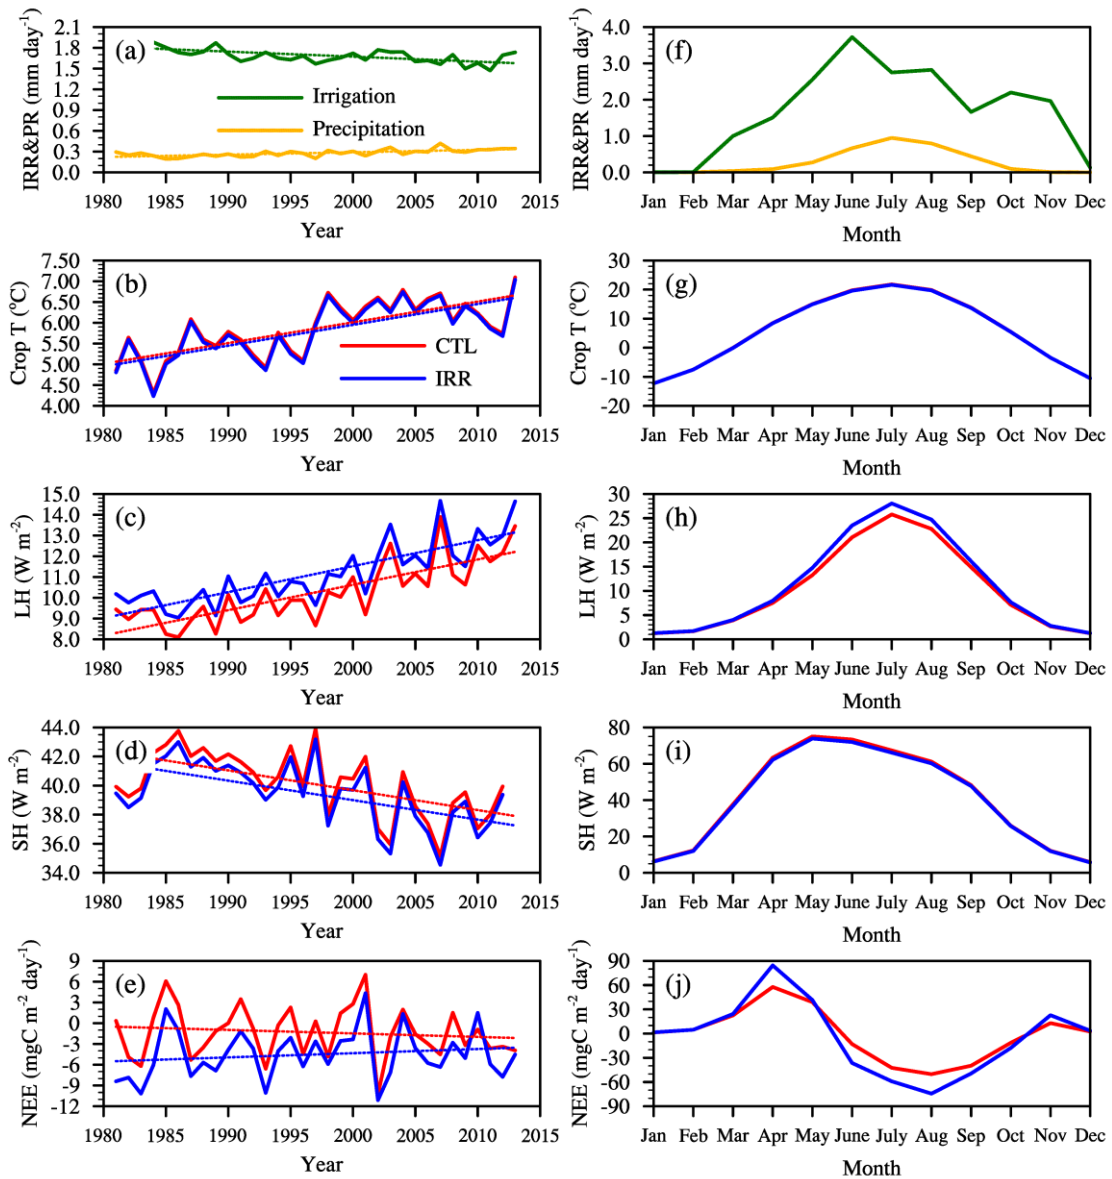 2.1
1.8
1.5
1.2
0.9
0.6
0.3
0.0
IRR&PR (mm day⁻¹)
(a)
Irrigation
Precipitation
1980 1985 1990 1995 2000 2005 2010 2015
Year
4.0
3.0
2.0
1.0
0.0
IRR&PR (mm day⁻¹)
(f)
Jan Feb Mar Apr May June July Aug Sep Oct Nov Dec
Month
7.50
7.00
6.50
6.00
5.50
5.00
4.50
4.00
Crop T (°C)
(b)
CTL
IRR
1980 1985 1990 1995 2000 2005 2010 2015
Year
30
20
10
0
-10
-20
Crop T (°C)
(g)
Jan Feb Mar Apr May June July Aug Sep Oct Nov Dec
Month
15.0
14.0
13.0
12.0
11.0
10.0
9.0
8.0
LH (W m⁻²)
(c)
1980 1985 1990 1995 2000 2005 2010 2015
Year
30
25
20
15
10
5
0
LH (W m⁻²)
(h)
Jan Feb Mar Apr May June July Aug Sep Oct Nov Dec
Month
44.0
42.0
40.0
38.0
36.0
34.0
SH (W m⁻²)
(d)
1980 1985 1990 1995 2000 2005 2010 2015
Year
80
60
40
20
0
SH (W m⁻²)
(i)
Jan Feb Mar Apr May June July Aug Sep Oct Nov Dec
Month
9
6
3
0
-3
-6
-9
-12
NEE (mgC m⁻² day⁻¹)
(e)
1980 1985 1990 1995 2000 2005 2010 2015
Year
90
60
30
0
-30
-60
-90
NEE (mgC m⁻² day⁻¹)
(j)
Jan Feb Mar Apr May June July Aug Sep Oct Nov Dec
Month